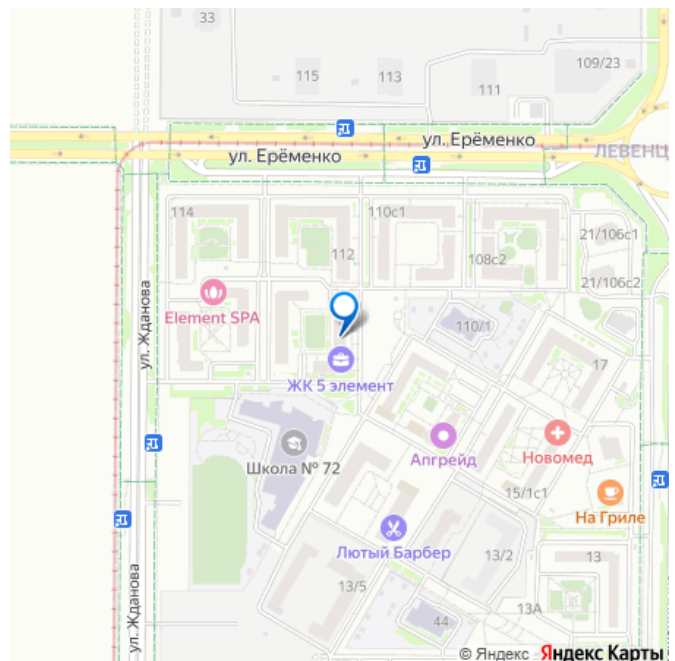 33
115
113
111
109/23
ул. Ерёменко
ул. Ерёменко
ЛЕВЕНЦ
114
112
110с1
108с2
21/106с1
21/106с2
Element SPA
110/1
17
ЖК 5 элемент
ул. Жданова
Школа № 72
Апгрейд
Новомед
15/1с1
На Гриле
Лютый Барбер
13/2
13
13/5
13А
44
ул. Жданова
© Яндекс Яндекс Карты